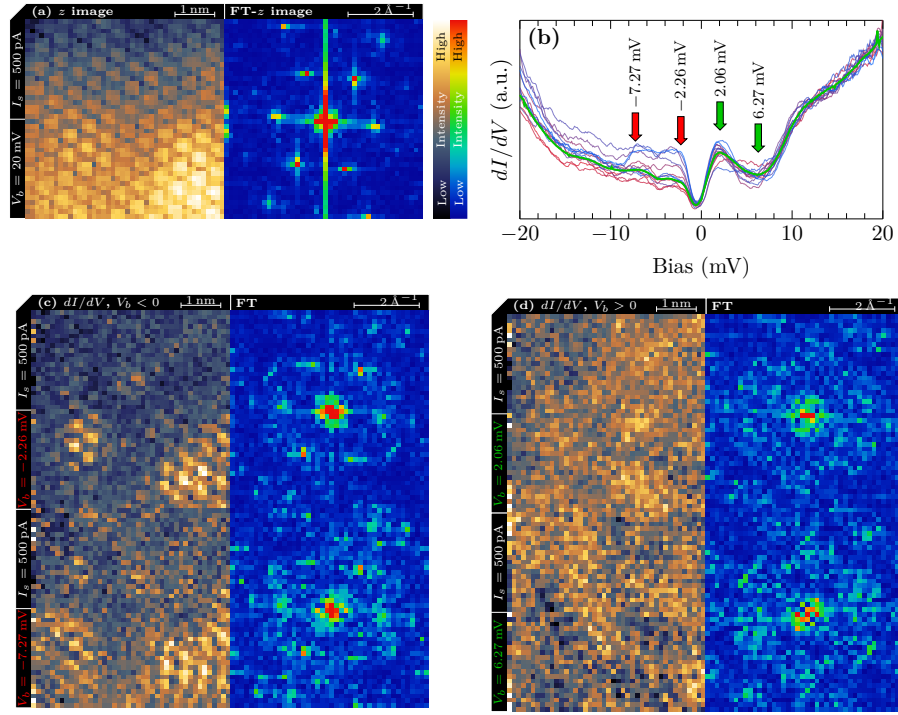 (a) z image
1 nm
FT-z image
2 Å⁻¹
V_b = 20 mV
I_s = 500 pA
Low Intensity High
Low Intensity High
(b)
dI/dV (a.u.)
−7.27 mV
−2.26 mV
2.06 mV
6.27 mV
−20
−10
0
10
20
Bias (mV)
(c) dI/dV, V_b < 0
1 nm
FT
2 Å⁻¹
V_b = −2.26 mV
I_s = 500 pA
V_b = −7.27 mV
I_s = 500 pA
(d) dI/dV, V_b > 0
1 nm
FT
2 Å⁻¹
V_b = 2.06 mV
I_s = 500 pA
V_b = 6.27 mV
I_s = 500 pA